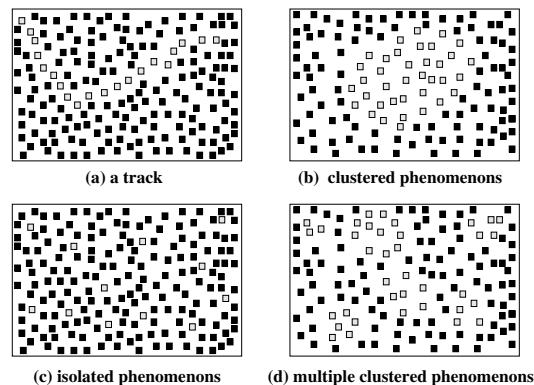 (a) a track
(b) clustered phenomenons
(c) isolated phenomenons
(d) multiple clustered phenomenons